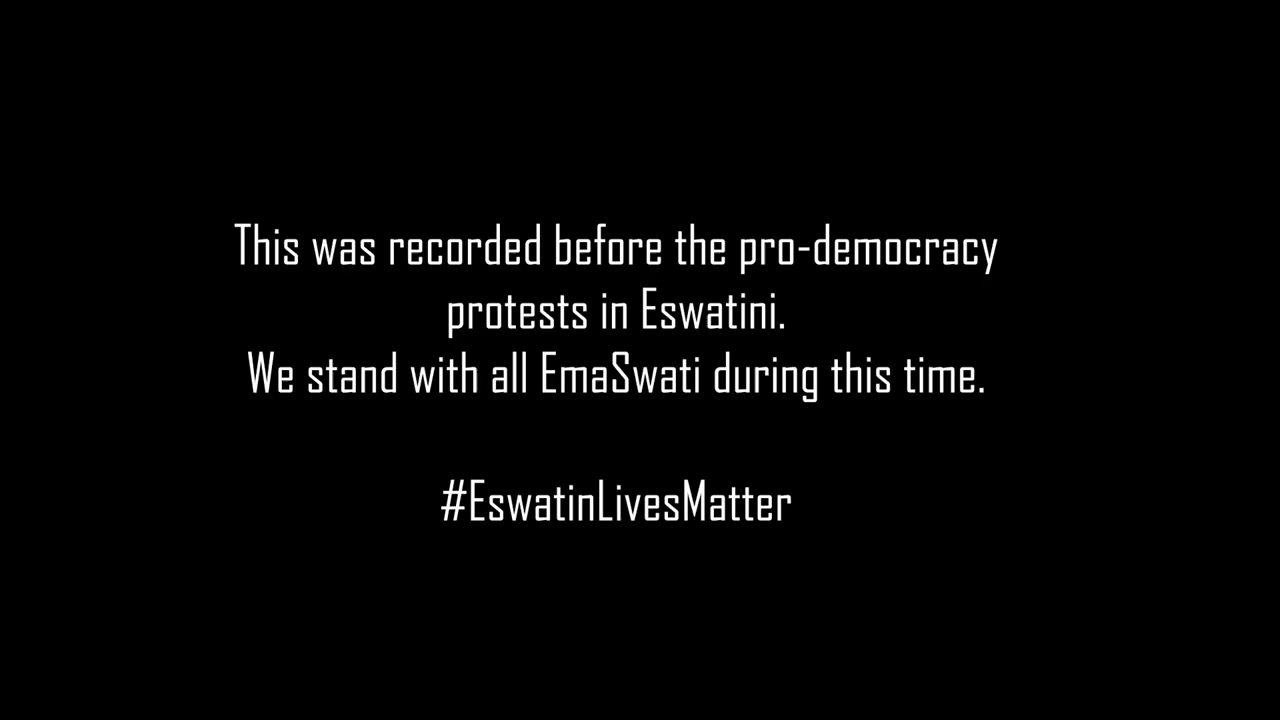 This was recorded before the pro-democracy
protests in Eswatini.
We stand with all EmaSwati during this time.
#EswatinLivesMatter